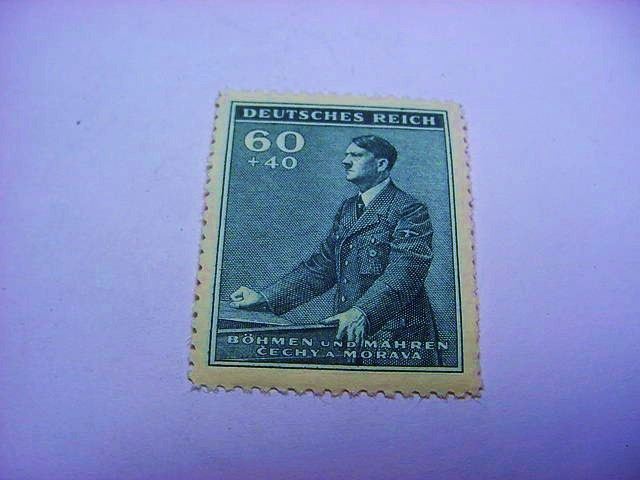 DEUTSCHES REICH
60
+ 40
BÖHMEN UND MÄHREN
ČECHY A MORAVA